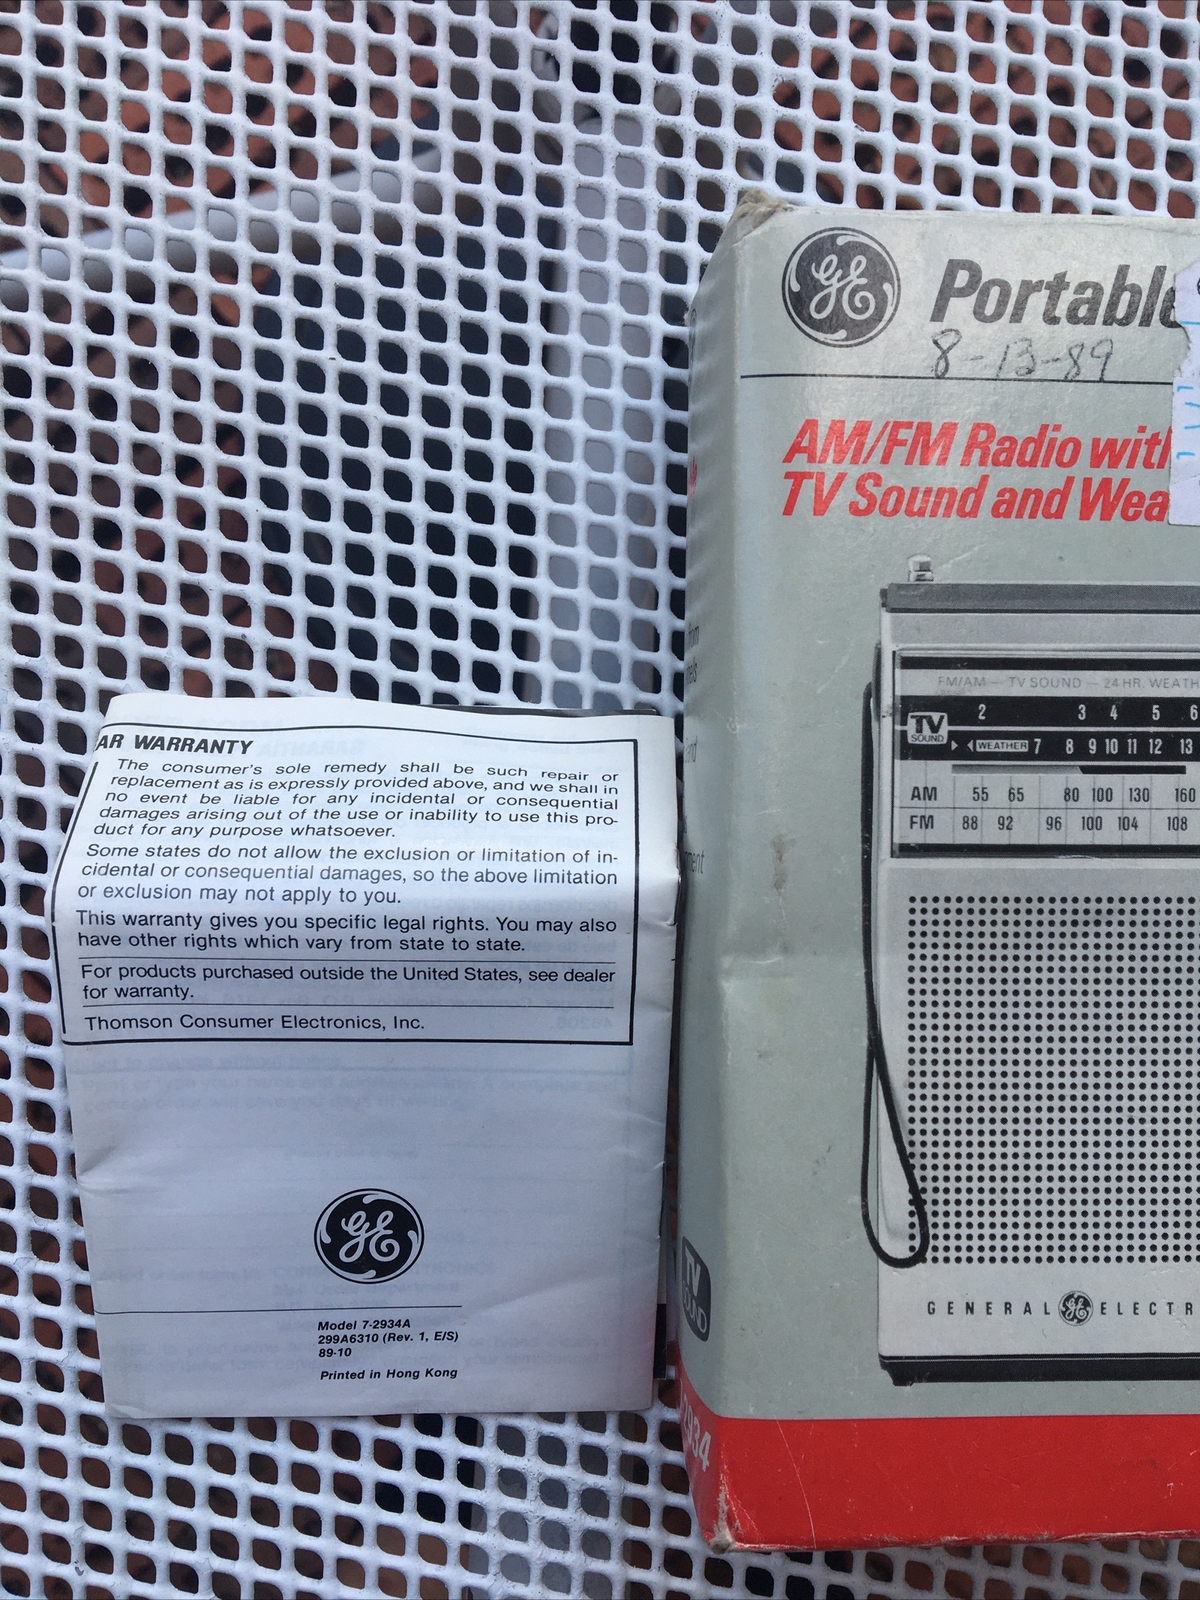 AR WARRANTY
The consumer's sole remedy shall be such repair or
replacement as is expressly provided above, and we shall in
no event be liable for any incidental or consequential
damages arising out of the use or inability to use this pro-
duct for any purpose whatsoever.
Some states do not allow the exclusion or limitation of in-
cidental or consequential damages, so the above limitation
or exclusion may not apply to you.
This warranty gives you specific legal rights. You may also
have other rights which vary from state to state.
For products purchased outside the United States, see dealer
for warranty.
Thomson Consumer Electronics, Inc.
GE
Model 7-2934A
299A6310 (Rev. 1, E/S)
89-10
Printed in Hong Kong
GE Portable
8-13-89
AM/FM Radio with
TV Sound and Wea
FM/AM — TV SOUND — 24 HR. WEATH
TV SOUND
2 3 4 5 6
WEATHER 7 8 9 10 11 12 13
AM 55 65 80 100 130 160
FM 88 92 96 100 104 108
GENERAL GE ELECTR
TV SOUND
2934